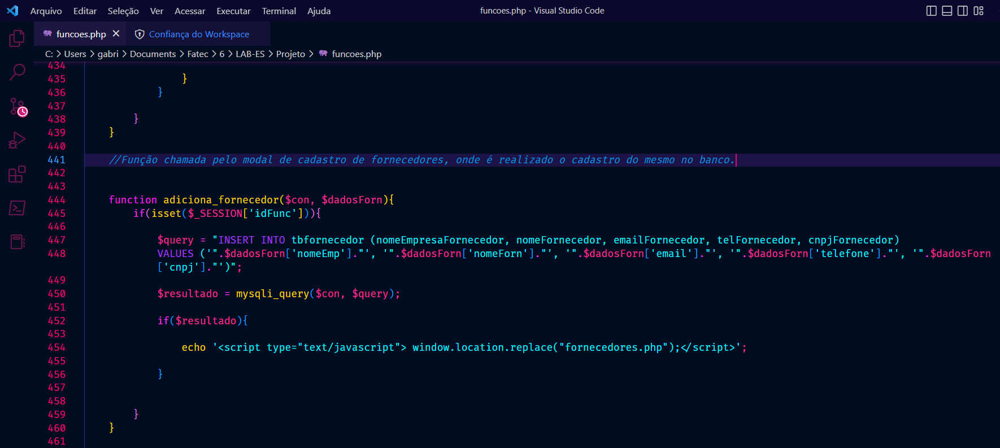 Arquivo Editar Seleção Ver Acessar Executar Terminal Ajuda funcoes.php - Visual Studio Code
funcoes.php Confiança do Workspace
C: > Users > gabri > Documents > Fatec > 6 > LAB-ES > Projeto > funcoes.php
434
435 }
436 }
437
438 }
439 }
440
441 //Função chamada pelo modal de cadastro de fornecedores, onde é realizado o cadastro do mesmo no banco.
442
443
444 function adiciona_fornecedor($con, $dadosForn){
445 if(isset($_SESSION['idFunc'])){
446
447 $query = "INSERT INTO tbfornecedor (nomeEmpresaFornecedor, nomeFornecedor, emailFornecedor, telFornecedor, cnpjFornecedor)
448 VALUES ('".$dadosForn['nomeEmp']."', '".$dadosForn['nomeForn']."', '".$dadosForn['email']."', '".$dadosForn['telefone']."', '".$dadosForn
['cnpj']."')";
449
450 $resultado = mysqli_query($con, $query);
451
452 if($resultado){
453
454 echo '<script type="text/javascript"> window.location.replace("fornecedores.php");</script>';
455
456 }
457
458
459 }
460 }
461